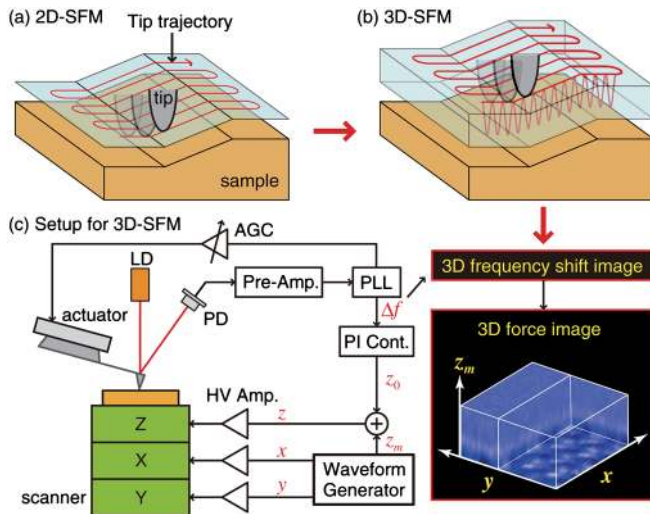 (a) 2D-SFM
Tip trajectory
tip
sample
(b) 3D-SFM
(c) Setup for 3D-SFM
AGC
LD
PD
Pre-Amp.
PLL
3D frequency shift image
actuator
Δf
PI Cont.
3D force image
z₀
HV Amp.
Z
z
+
zₘ
zₘ
X
x
Waveform
Generator
scanner
Y
y
y
x